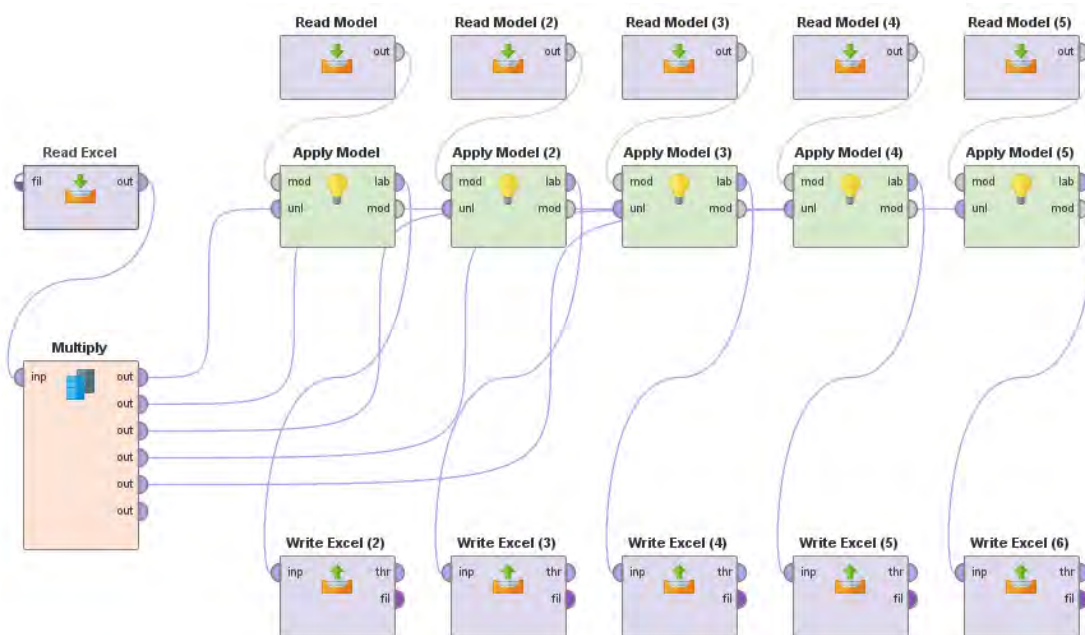 Read Model Read Model (2) Read Model (3) Read Model (4) Read Model (5)
out out out out out
Read Excel Apply Model Apply Model (2) Apply Model (3) Apply Model (4) Apply Model (5)
fil out mod lab mod lab mod lab mod lab mod lab
unl mod unl mod unl mod unl mod unl mod
Multiply
inp out
out
out
out
out
out
Write Excel (2) Write Excel (3) Write Excel (4) Write Excel (5) Write Excel (6)
inp thr inp thr inp thr inp thr inp thr
fil fil fil fil fil